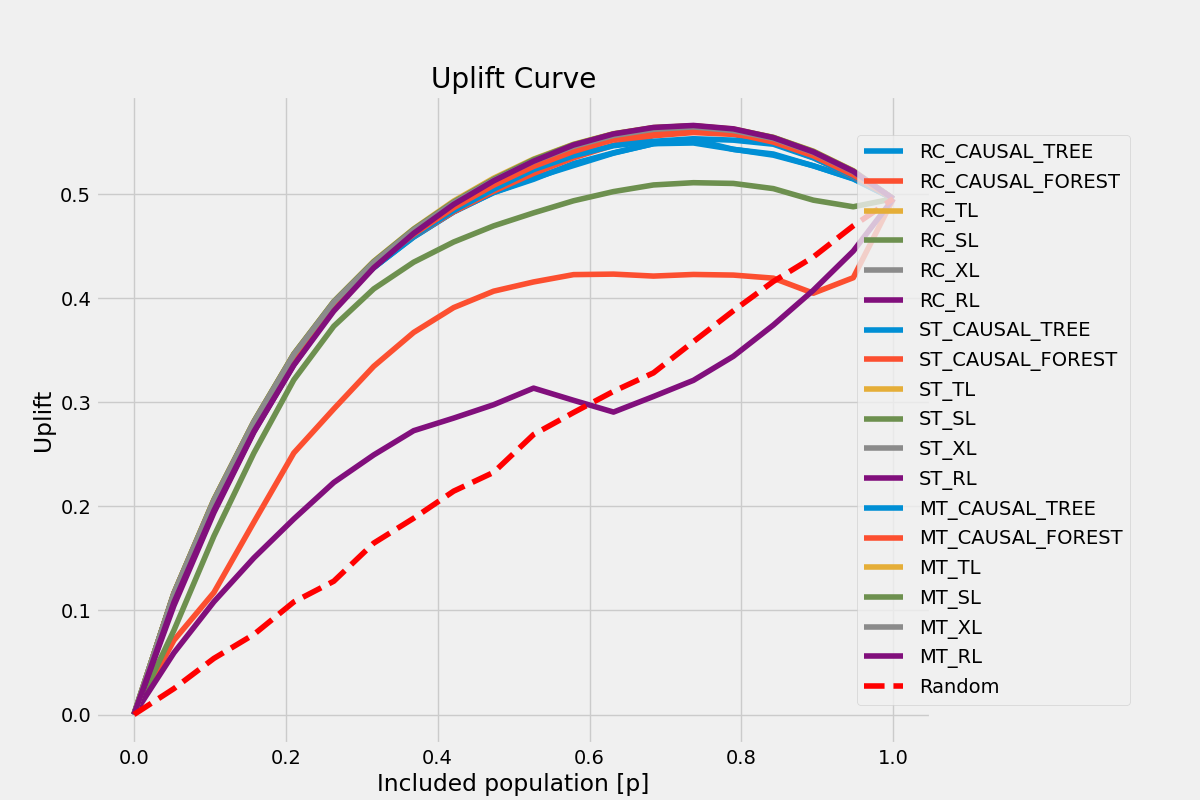 Uplift Curve
Uplift
0.5
0.4
0.3
0.2
0.1
0.0
0.0 0.2 0.4 0.6 0.8 1.0
Included population [p]
RC_CAUSAL_TREE
RC_CAUSAL_FOREST
RC_TL
RC_SL
RC_XL
RC_RL
ST_CAUSAL_TREE
ST_CAUSAL_FOREST
ST_TL
ST_SL
ST_XL
ST_RL
MT_CAUSAL_TREE
MT_CAUSAL_FOREST
MT_TL
MT_SL
MT_XL
MT_RL
Random